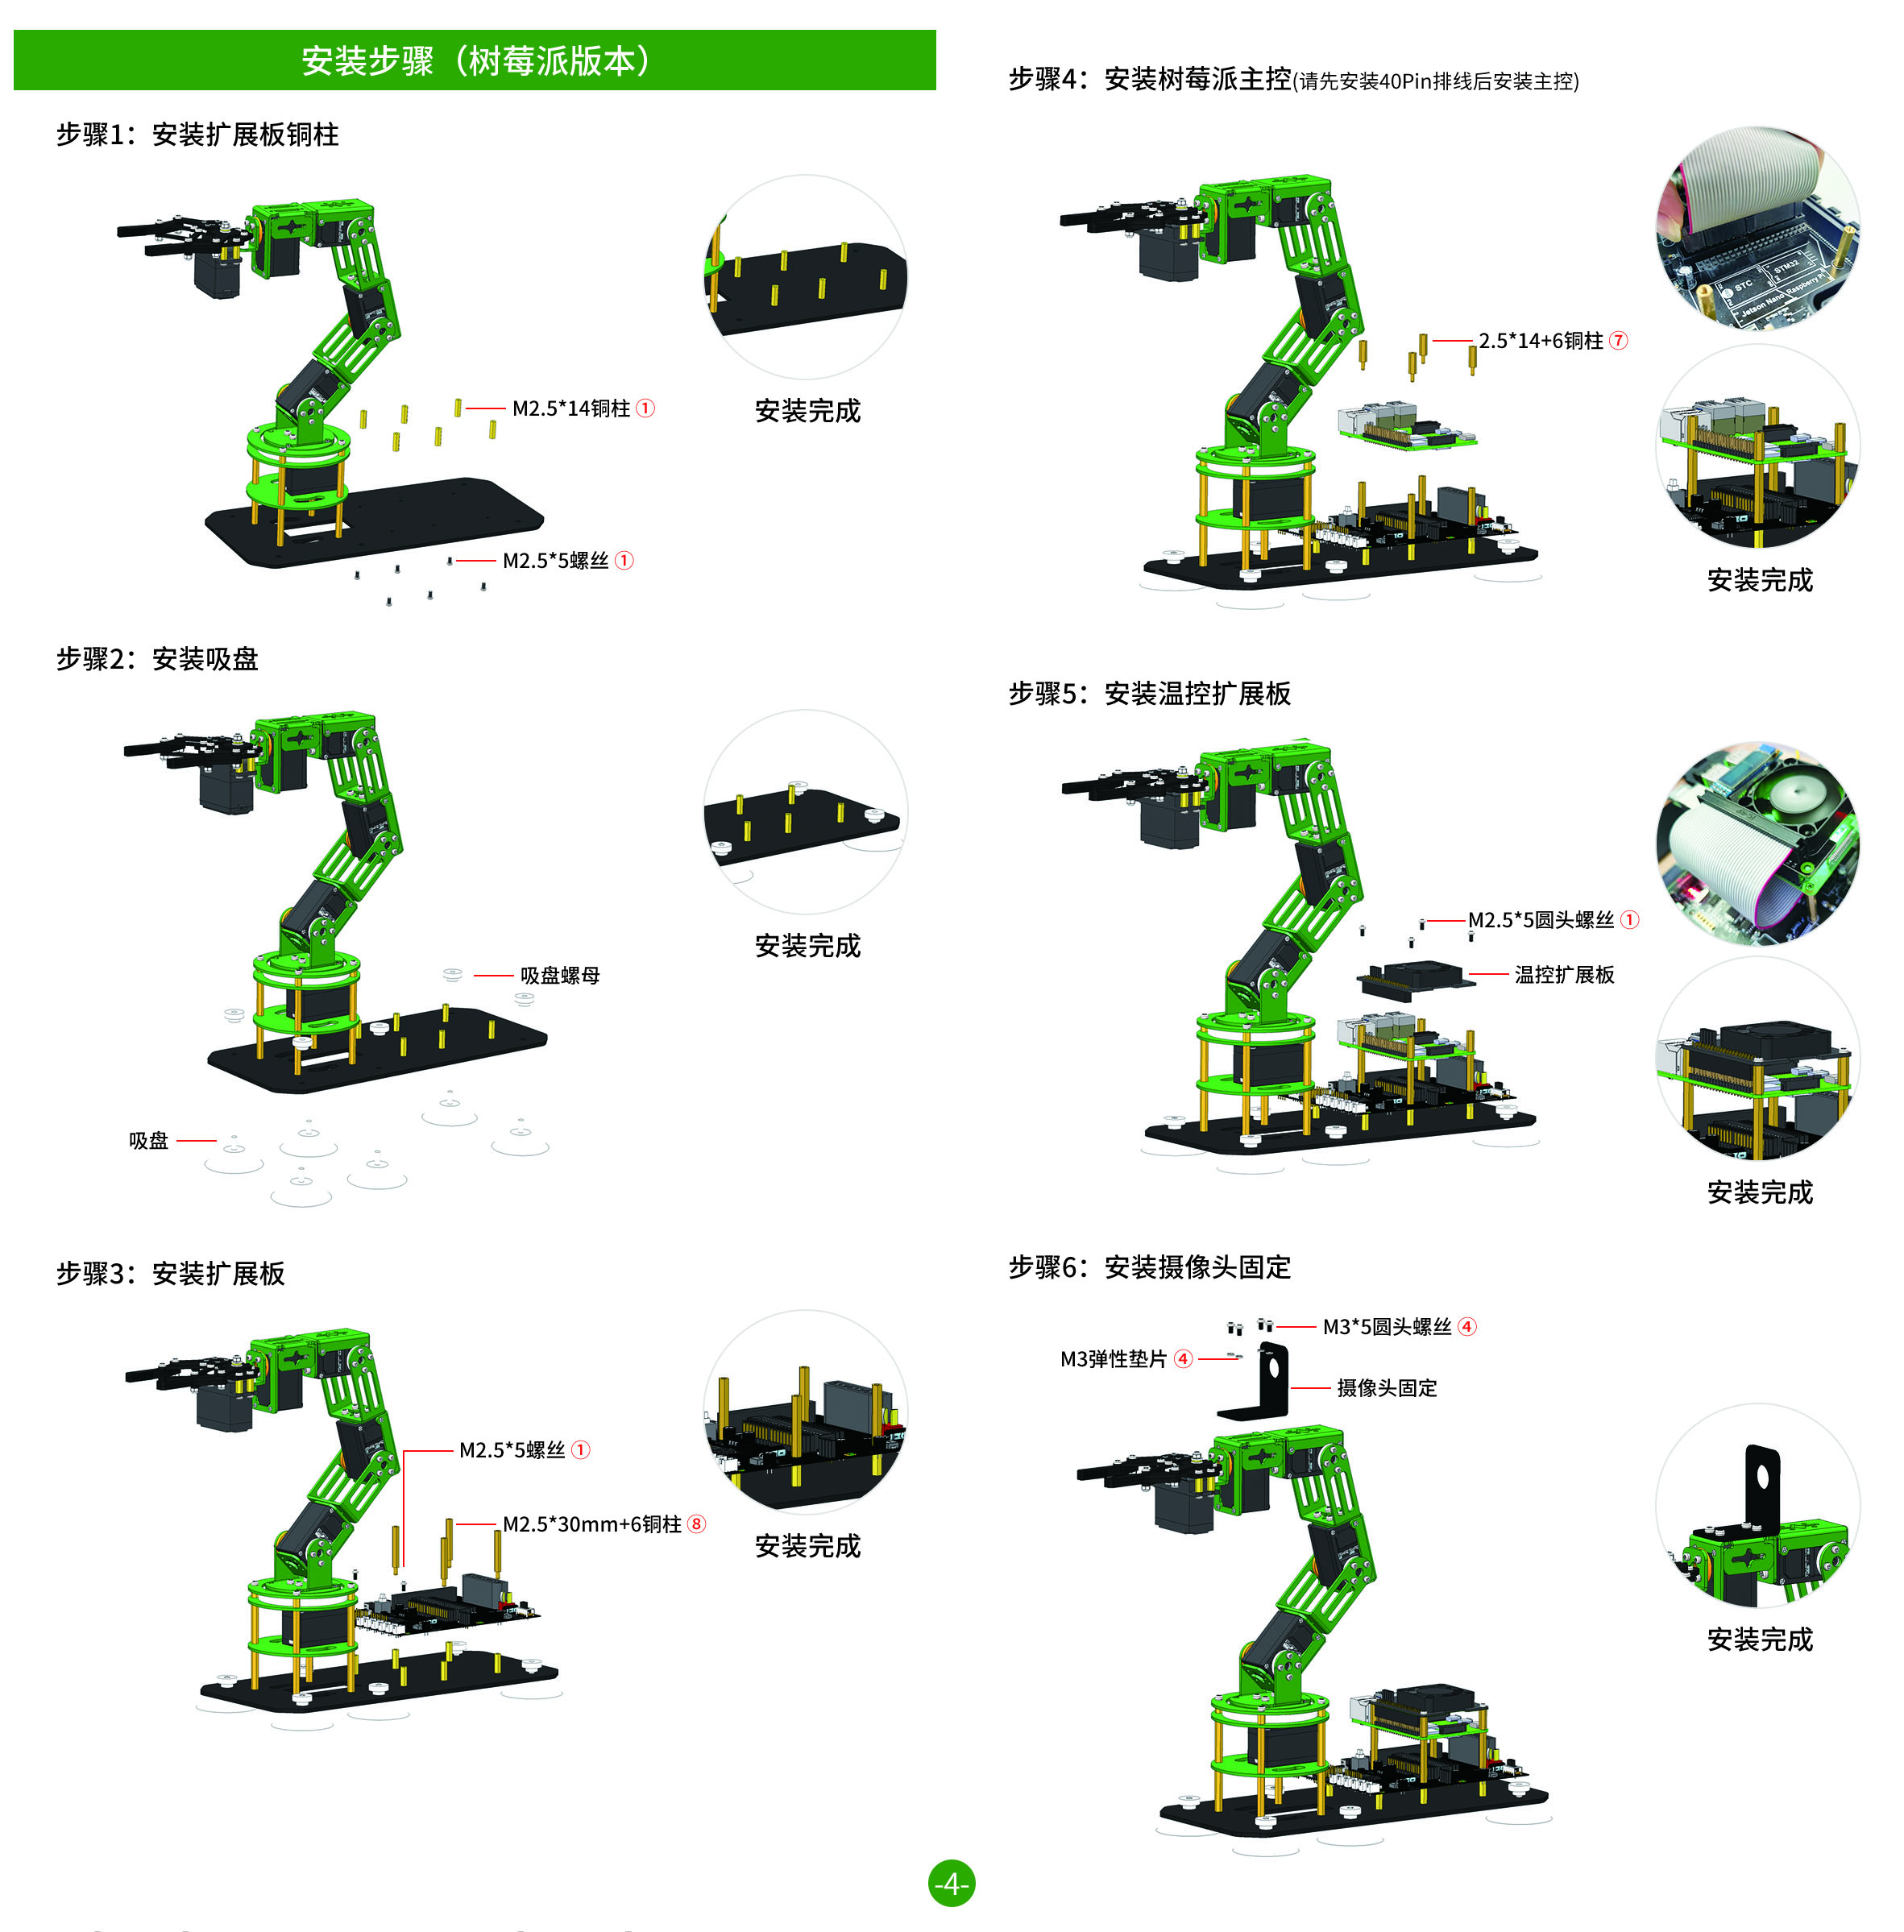 安装步骤（树莓派版本）
步骤1：安装扩展板铜柱
M2.5*14铜柱 ①
M2.5*5螺丝 ①
安装完成
步骤2：安装吸盘
吸盘螺母
吸盘
安装完成
步骤3：安装扩展板
M2.5*5螺丝 ①
M2.5*30mm+6铜柱 ⑧
安装完成
步骤4：安装树莓派主控(请先安装40Pin排线后安装主控)
STC
STM32
Jetson Nano
Raspberry Pi
2.5*14+6铜柱 ⑦
安装完成
步骤5：安装温控扩展板
M2.5*5圆头螺丝 ①
温控扩展板
安装完成
步骤6：安装摄像头固定
M3*5圆头螺丝 ④
M3弹性垫片 ④
摄像头固定
安装完成
-4-